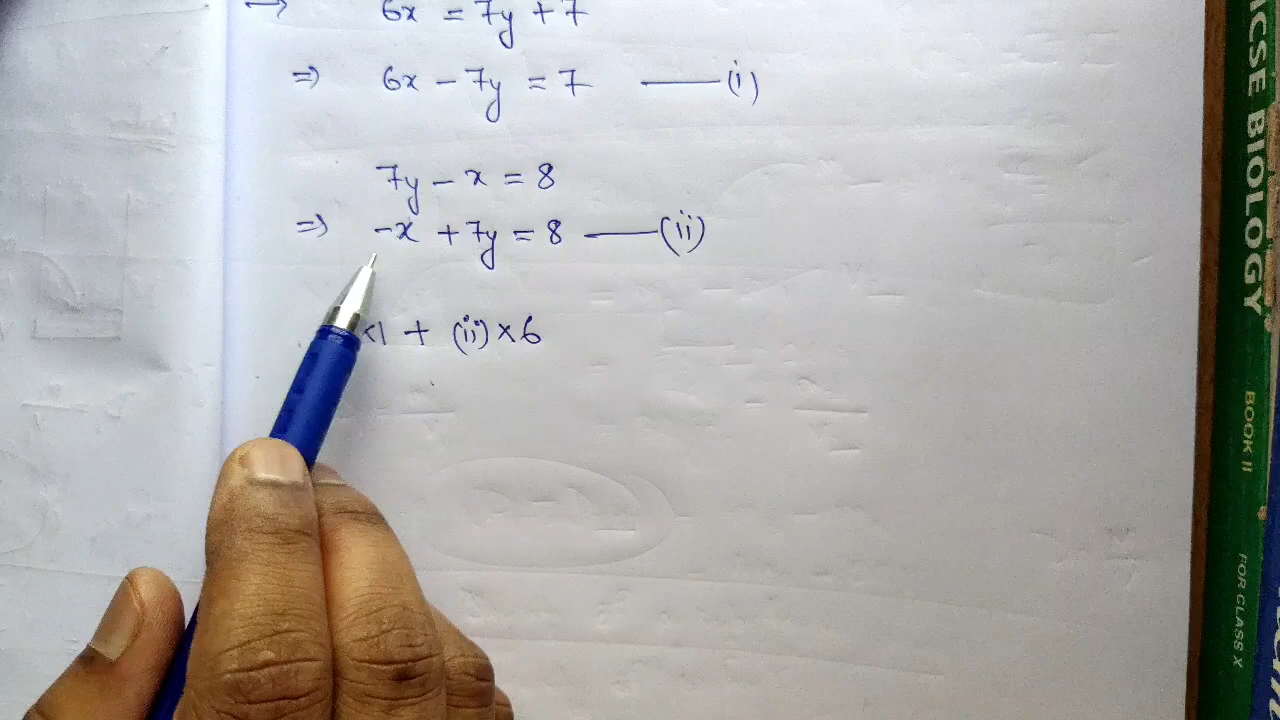 ⟹ 6x = 7y + 7
⟹ 6x - 7y = 7 —— (i)
7y - x = 8
⟹ -x + 7y = 8 —— (ii)
×1 + (ii) × 6
ICSE BIOLOGY
BOOK II
FOR CLASS X